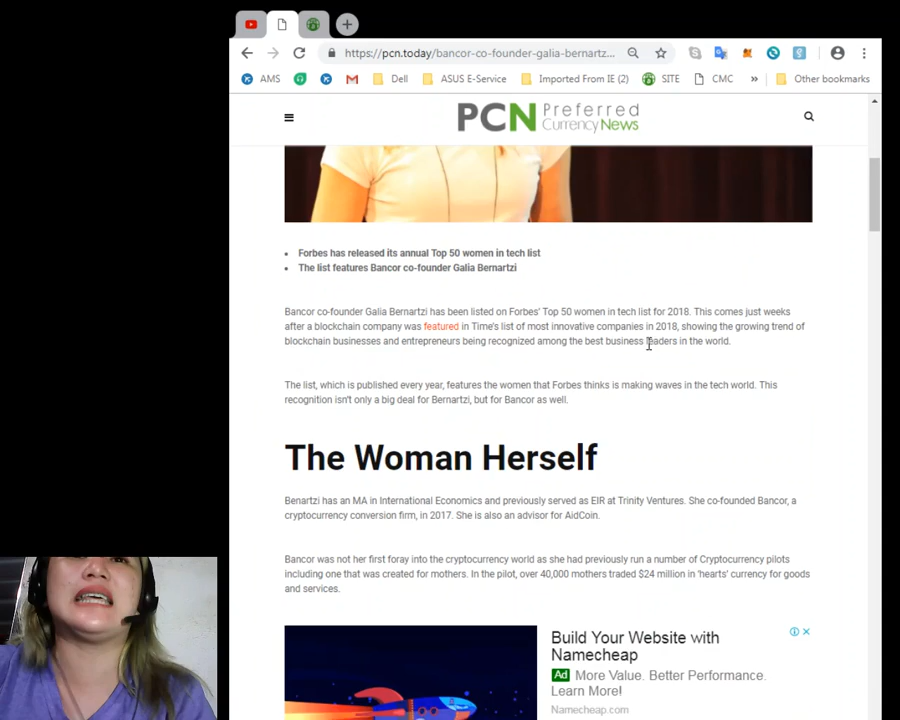 https://pcn.today/bancor-co-founder-galia-bernartz...
AMS
Dell
ASUS E-Service
Imported From IE (2)
SITE
CMC
»
Other bookmarks
PCN Preferred
CurrencyNews
• Forbes has released its annual Top 50 women in tech list
• The list features Bancor co-founder Galia Bernartzi
Bancor co-founder Galia Bernartzi has been listed on Forbes' Top 50 women in tech list for 2018. This comes just weeks
after a blockchain company was featured in Time's list of most innovative companies in 2018, showing the growing trend of
blockchain businesses and entrepreneurs being recognized among the best business leaders in the world.
The list, which is published every year, features the women that Forbes thinks is making waves in the tech world. This
recognition isn't only a big deal for Bernartzi, but for Bancor as well.
The Woman Herself
Benartzi has an MA in International Economics and previously served as EIR at Trinity Ventures. She co-founded Bancor, a
cryptocurrency conversion firm, in 2017. She is also an advisor for AidCoin.
Bancor was not her first foray into the cryptocurrency world as she had previously run a number of Cryptocurrency pilots
including one that was created for mothers. In the pilot, over 40,000 mothers traded $24 million in 'hearts' currency for goods
and services.
Build Your Website with
Namecheap
Ad More Value. Better Performance.
Learn More!
Namecheap.com